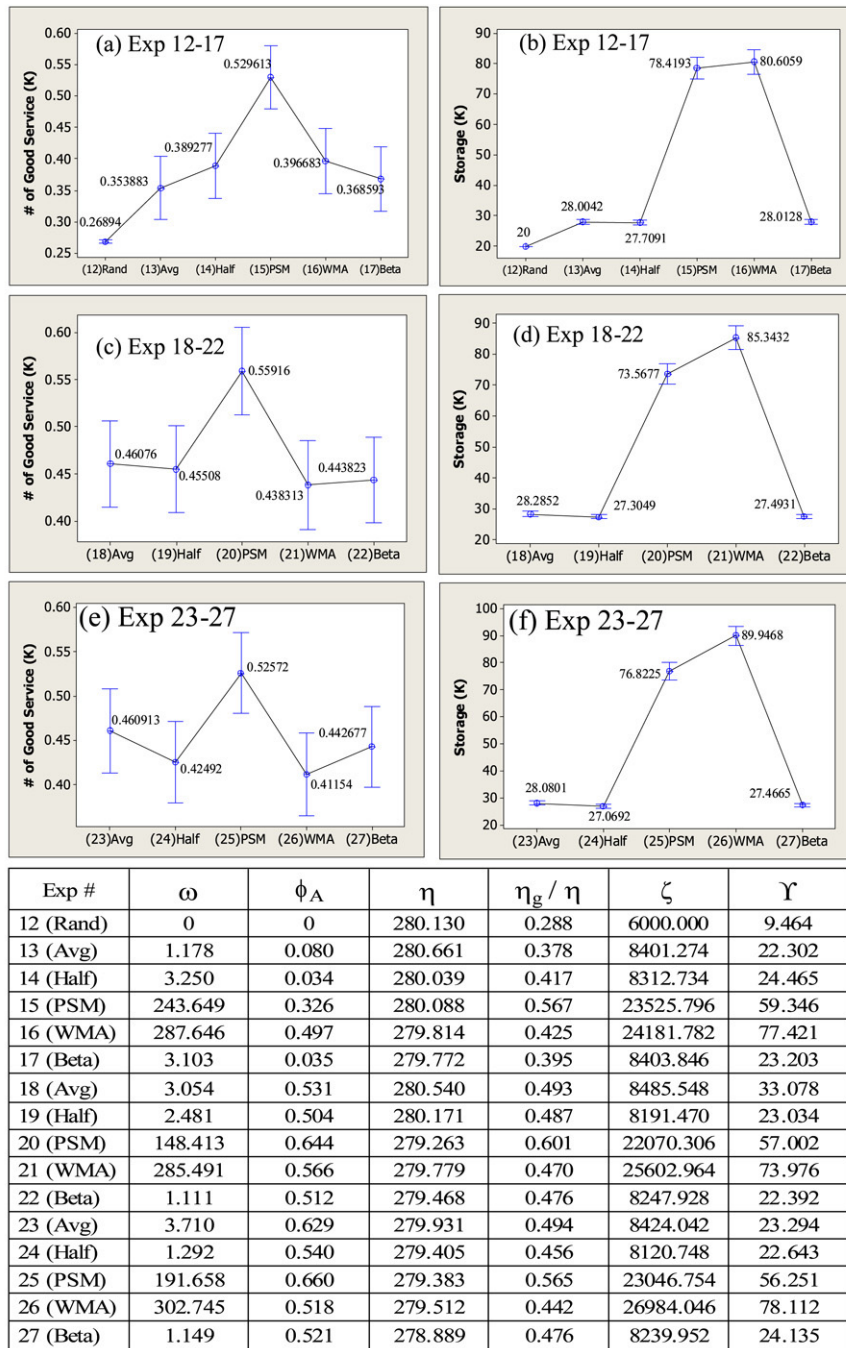 (a) Exp 12-17
# of Good Service (K)
0.60
0.55
0.50
0.45
0.40
0.35
0.30
0.25
0.26894
0.353883
0.389277
0.529613
0.396683
0.368593
(12)Rand (13)Avg (14)Half (15)PSM (16)WMA (17)Beta
(b) Exp 12-17
Storage (K)
90
80
70
60
50
40
30
20
20
28.0042
27.7091
78.4193
80.6059
28.0128
(12)Rand (13)Avg (14)Half (15)PSM (16)WMA (17)Beta
(c) Exp 18-22
# of Good Service (K)
0.60
0.55
0.50
0.45
0.40
0.46076
0.45508
0.55916
0.438313
0.443823
(18)Avg (19)Half (20)PSM (21)WMA (22)Beta
(d) Exp 18-22
Storage (K)
90
80
70
60
50
40
30
20
28.2852
27.3049
73.5677
85.3432
27.4931
(18)Avg (19)Half (20)PSM (21)WMA (22)Beta
(e) Exp 23-27
# of Good Service (K)
0.60
0.55
0.50
0.45
0.40
0.460913
0.42492
0.52572
0.41154
0.442677
(23)Avg (24)Half (25)PSM (26)WMA (27)Beta
(f) Exp 23-27
Storage (K)
100
90
80
70
60
50
40
30
20
28.0801
27.0692
76.8225
89.9468
27.4665
(23)Avg (24)Half (25)PSM (26)WMA (27)Beta
Exp # ω ϕA η ηg / η ζ ϒ
12 (Rand) 0 0 280.130 0.288 6000.000 9.464
13 (Avg) 1.178 0.080 280.661 0.378 8401.274 22.302
14 (Half) 3.250 0.034 280.039 0.417 8312.734 24.465
15 (PSM) 243.649 0.326 280.088 0.567 23525.796 59.346
16 (WMA) 287.646 0.497 279.814 0.425 24181.782 77.421
17 (Beta) 3.103 0.035 279.772 0.395 8403.846 23.203
18 (Avg) 3.054 0.531 280.540 0.493 8485.548 33.078
19 (Half) 2.481 0.504 280.171 0.487 8191.470 23.034
20 (PSM) 148.413 0.644 279.263 0.601 22070.306 57.002
21 (WMA) 285.491 0.566 279.779 0.470 25602.964 73.976
22 (Beta) 1.111 0.512 279.468 0.476 8247.928 22.392
23 (Avg) 3.710 0.629 279.931 0.494 8424.042 23.294
24 (Half) 1.292 0.540 279.405 0.456 8120.748 22.643
25 (PSM) 191.658 0.660 279.383 0.565 23046.754 56.251
26 (WMA) 302.745 0.518 279.512 0.442 26984.046 78.112
27 (Beta) 1.149 0.521 278.889 0.476 8239.952 24.135